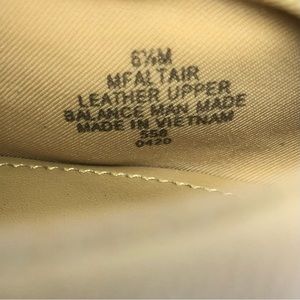 6½M
MFALTAIR
LEATHER UPPER
BALANCE MAN MADE
MADE IN VIETNAM
558
0420